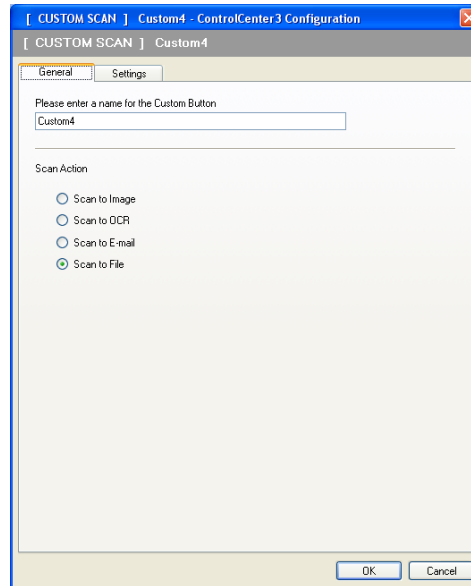 [ CUSTOM SCAN ] Custom4 - ControlCenter3 Configuration
[ CUSTOM SCAN ] Custom4
General Settings
Please enter a name for the Custom Button
Custom4
Scan Action
Scan to Image
Scan to OCR
Scan to E-mail
Scan to File
OK Cancel